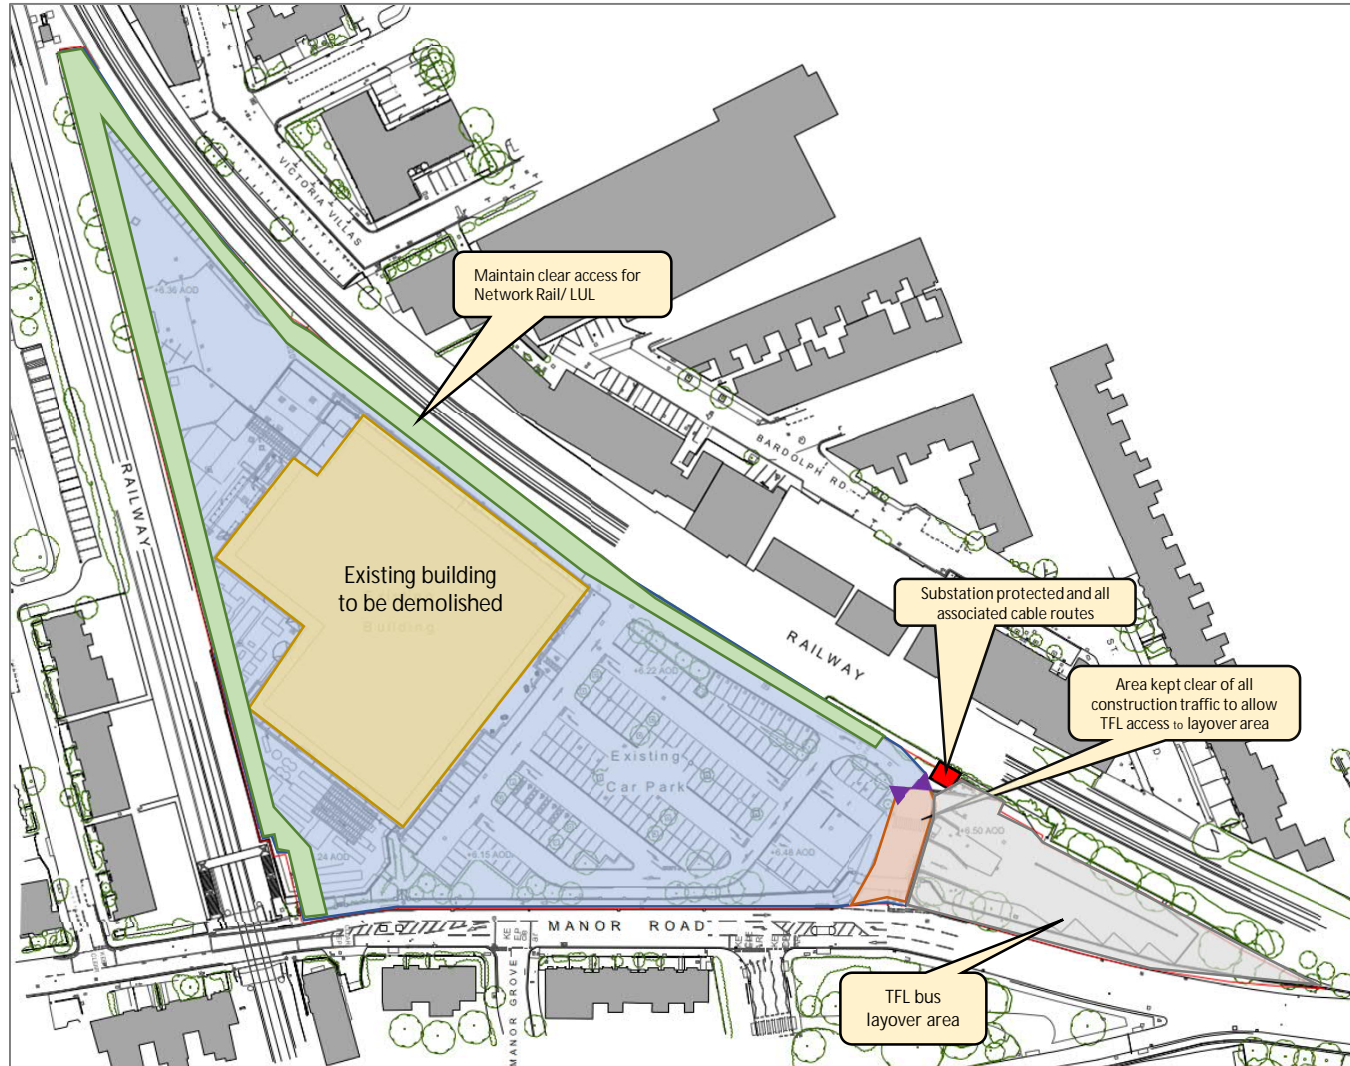 VICTORIA VILLAS
Maintain clear access for
Network Rail/ LUL
+6.36 AOD
RAILWAY
BARDOLPH RD.
Existing building
to be demolished
Building
Substation protected and all
associated cable routes
RAILWAY
ST.
+6.22 AOD
Area kept clear of all
construction traffic to allow
TFL access to layover area
Existing
Car Park
+6.50 AOD
.24 AOD
+6.15 AOD
+6.48 AOD
MANOR ROAD
MANOR GROVE
TFL bus
layover area